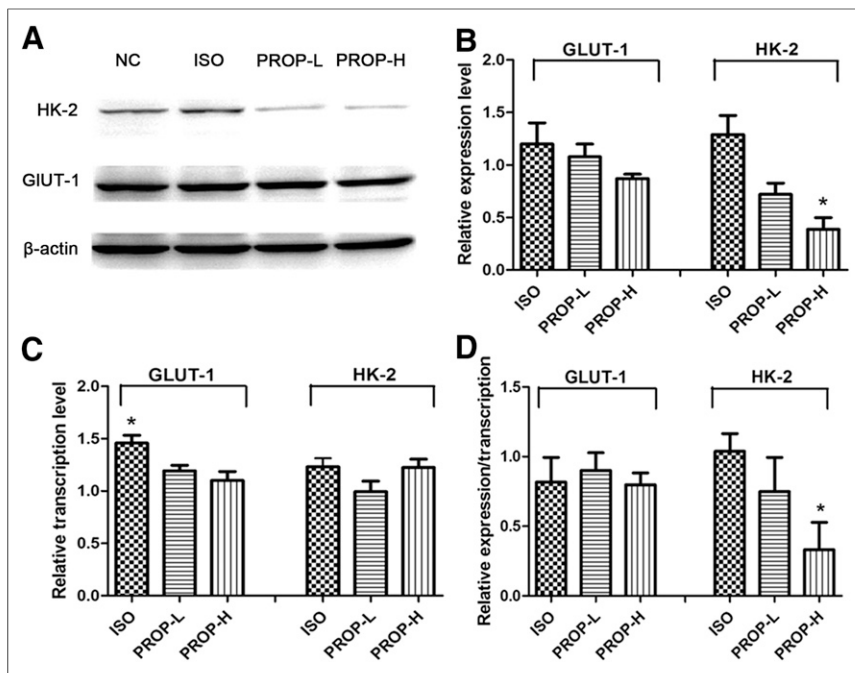 A
NC ISO PROP-L PROP-H
HK-2
GlUT-1
β-actin
B
GLUT-1 HK-2
Relative expression level
2.0
1.5
1.0
0.5
0.0
*
ISO PROP-L PROP-H ISO PROP-L PROP-H
C
GLUT-1 HK-2
Relative transcription level
2.0
1.5
1.0
0.5
0.0
*
ISO PROP-L PROP-H ISO PROP-L PROP-H
D
GLUT-1 HK-2
Relative expression/transcription
1.5
1.0
0.5
0.0
*
ISO PROP-L PROP-H ISO PROP-L PROP-H